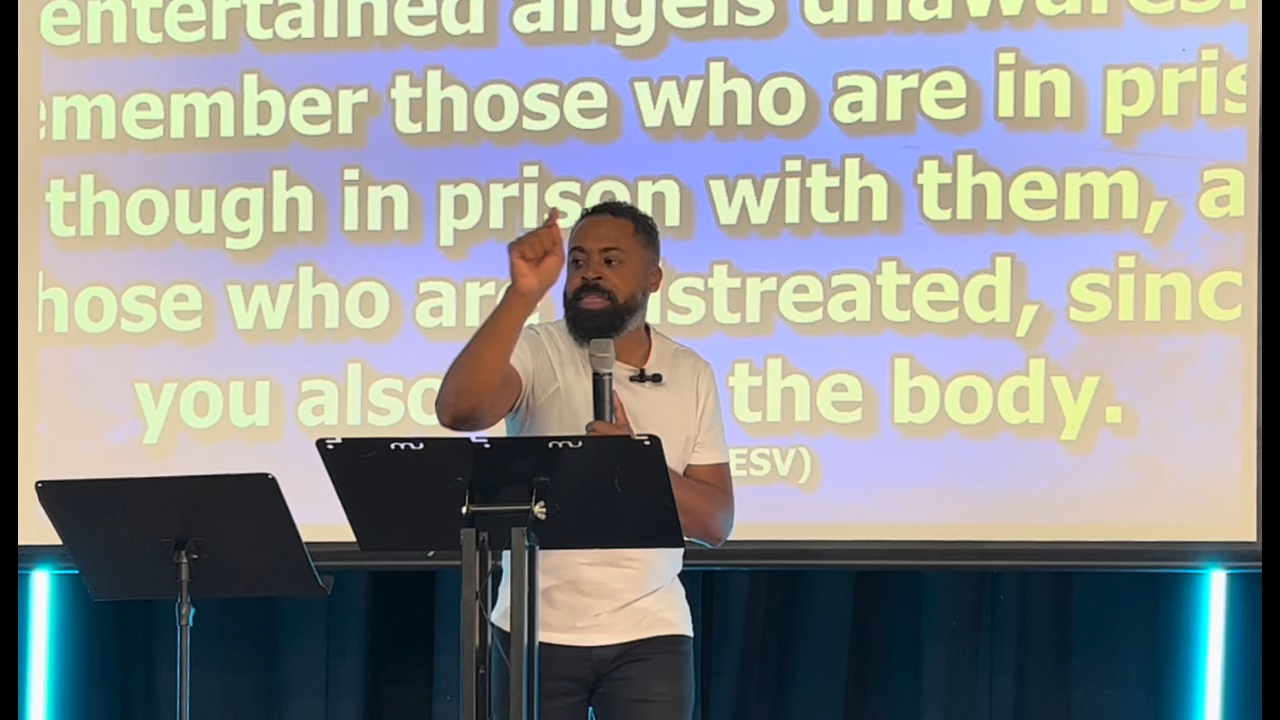 entertained angels unawares.
emember those who are in pris
though in prison with them, a
hose who are istreated, sinc
you also the body.
ESV)